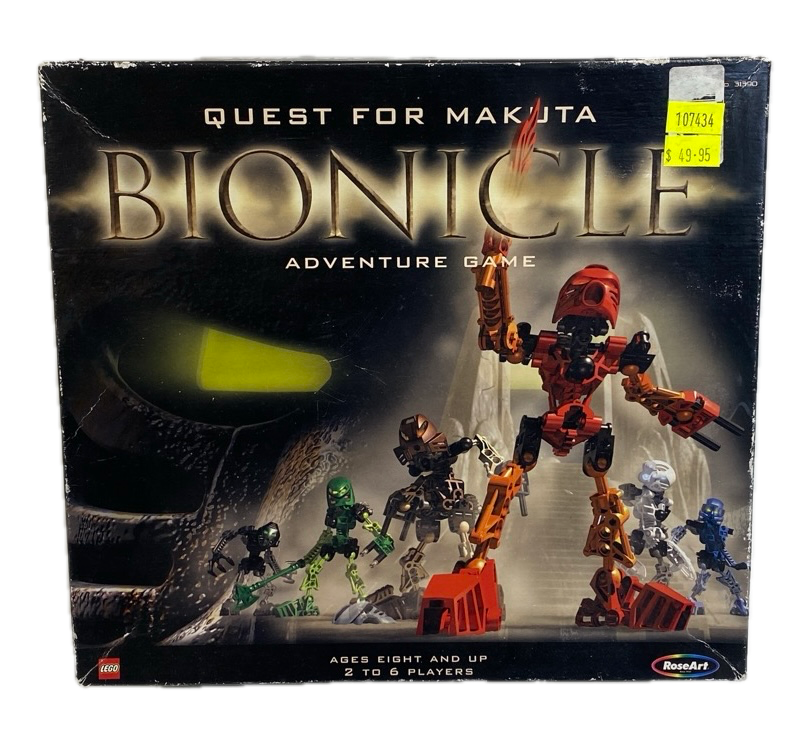 31390
QUEST FOR MAKUTA
107434
$ 49.95
BIONICLE
ADVENTURE GAME
AGES EIGHT AND UP
2 TO 6 PLAYERS
LEGO
RoseArt